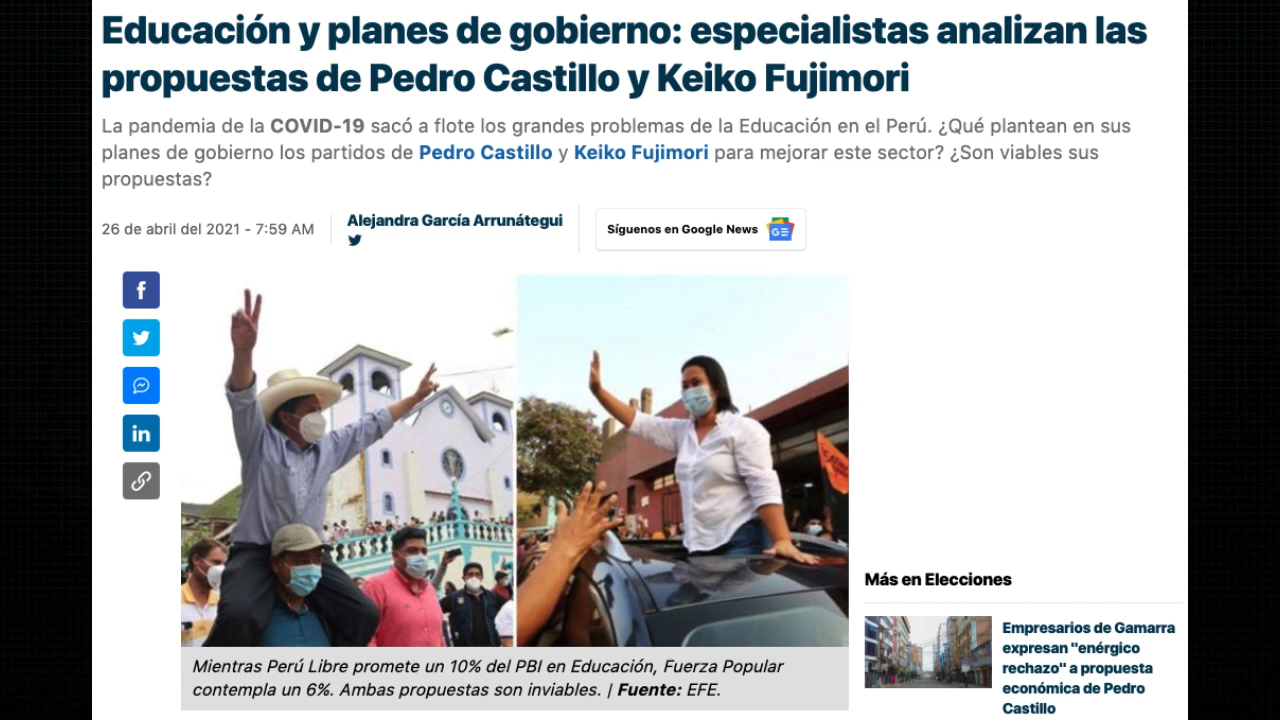 Educación y planes de gobierno: especialistas analizan las
propuestas de Pedro Castillo y Keiko Fujimori
La pandemia de la COVID-19 sacó a flote los grandes problemas de la Educación en el Perú. ¿Qué plantean en sus
planes de gobierno los partidos de Pedro Castillo y Keiko Fujimori para mejorar este sector? ¿Son viables sus
propuestas?
26 de abril del 2021 - 7:59 AM
Alejandra García Arrunátegui
Síguenos en Google News
GE
f
in
Mientras Perú Libre promete un 10% del PBI en Educación, Fuerza Popular
contempla un 6%. Ambas propuestas son inviables. | Fuente: EFE.
Más en Elecciones
Empresarios de Gamarra
expresan "enérgico
rechazo" a propuesta
económica de Pedro
Castillo